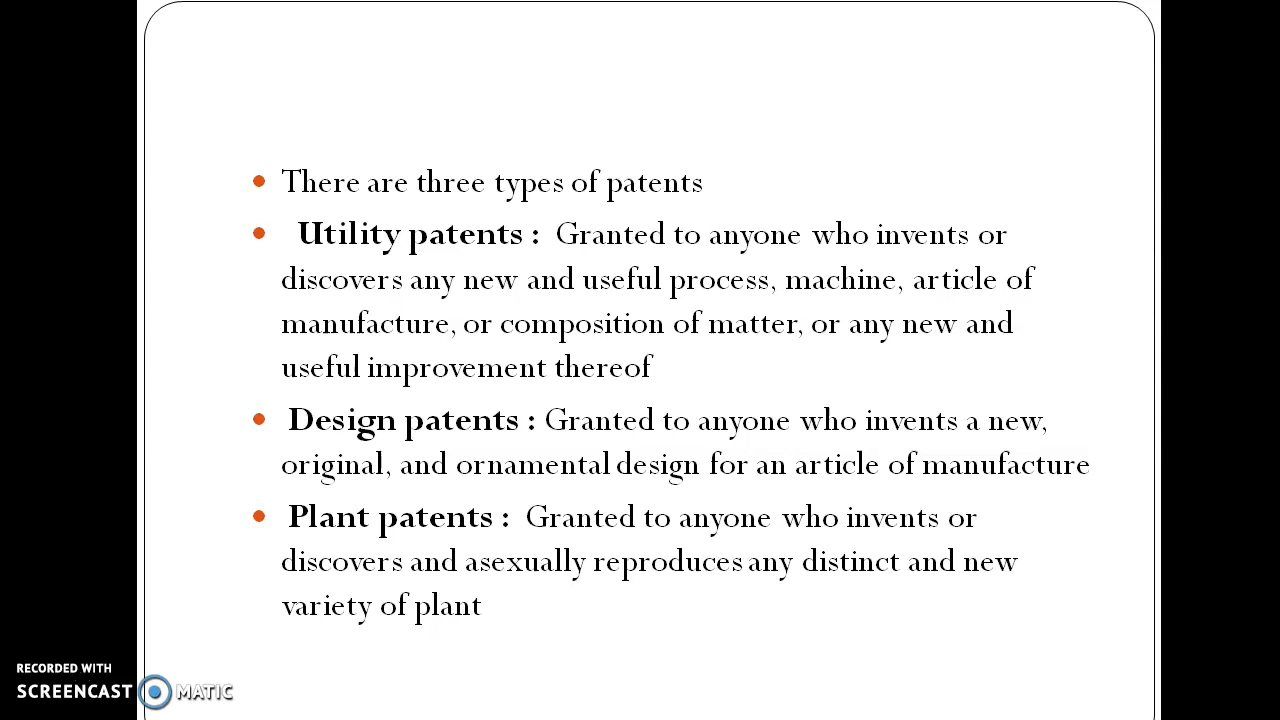 There are three types of patents
Utility patents : Granted to anyone who invents or
discovers any new and useful process, machine, article of
manufacture, or composition of matter, or any new and
useful improvement thereof
Design patents : Granted to anyone who invents a new,
original, and ornamental design for an article of manufacture
Plant patents : Granted to anyone who invents or
discovers and asexually reproduces any distinct and new
variety of plant
RECORDED WITH
SCREENCAST MATIC